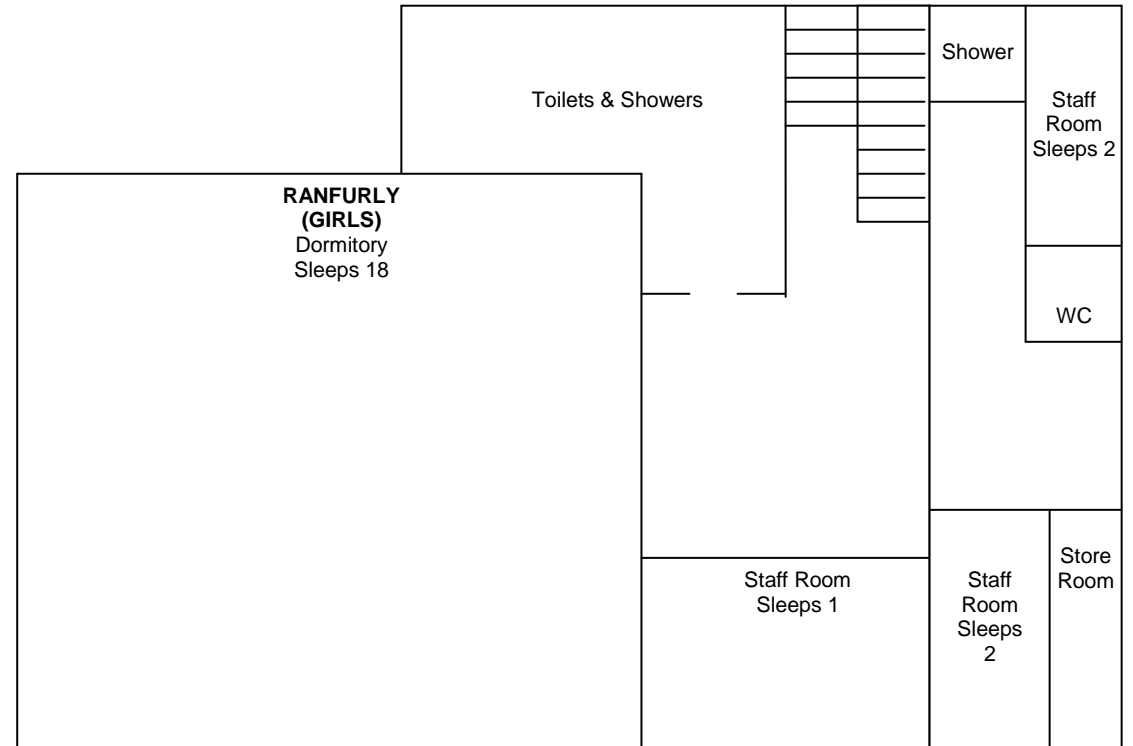 Shower
Toilets & Showers
Staff
Room
Sleeps 2
RANFURLY
(GIRLS)
Dormitory
Sleeps 18
WC
Staff Room
Sleeps 1
Staff
Room
Sleeps
2
Store
Room